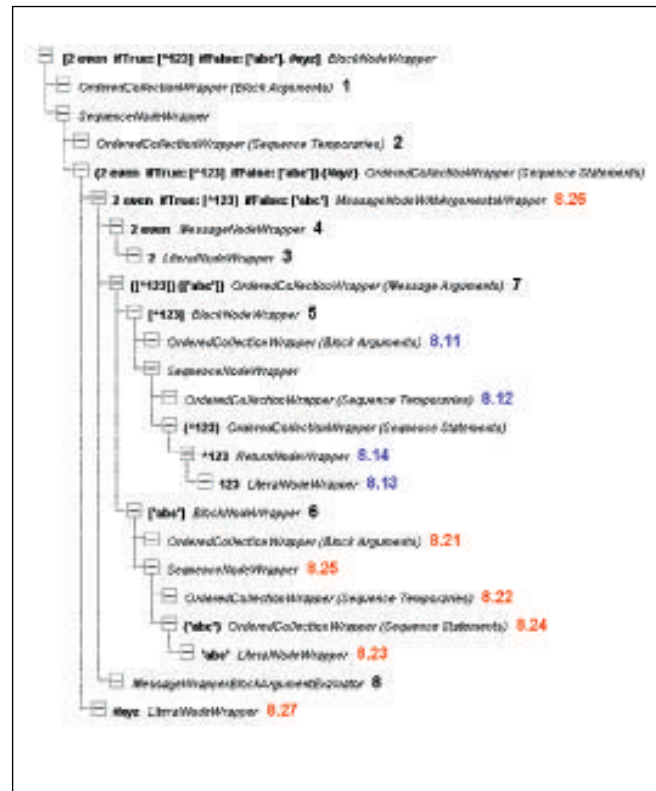 [2 even ifTrue: [^123] ifFalse: ['abc']. #xyz] BlockNodeWrapper
OrderedCollectionWrapper (Block Arguments) 1
SequenceNodeWrapper
OrderedCollectionWrapper (Sequence Temporaries) 2
(2 even ifTrue: [^123] ifFalse: ['abc']) (#xyz) OrderedCollectionWrapper (Sequence Statements)
2 even ifTrue: [^123] ifFalse: ['abc'] MessageNodeWithArgumentsWrapper 8.26
2 even MessageNodeWrapper 4
2 LiteralNodeWrapper 3
([^123]) (['abc']) OrderedCollectionWrapper (Message Arguments) 7
[^123] BlockNodeWrapper 5
OrderedCollectionWrapper (Block Arguments) 8.11
SequenceNodeWrapper
OrderedCollectionWrapper (Sequence Temporaries) 8.12
(^123) OrderedCollectionWrapper (Sequence Statements)
^123 ReturnNodeWrapper 8.14
123 LiteralNodeWrapper 8.13
['abc'] BlockNodeWrapper 6
OrderedCollectionWrapper (Block Arguments) 8.21
SequenceNodeWrapper 8.25
OrderedCollectionWrapper (Sequence Temporaries) 8.22
('abc') OrderedCollectionWrapper (Sequence Statements) 8.24
'abc' LiteralNodeWrapper 8.23
MessageWrapperBlockArgumentEvaluator 8
#xyz LiteralNodeWrapper 8.27